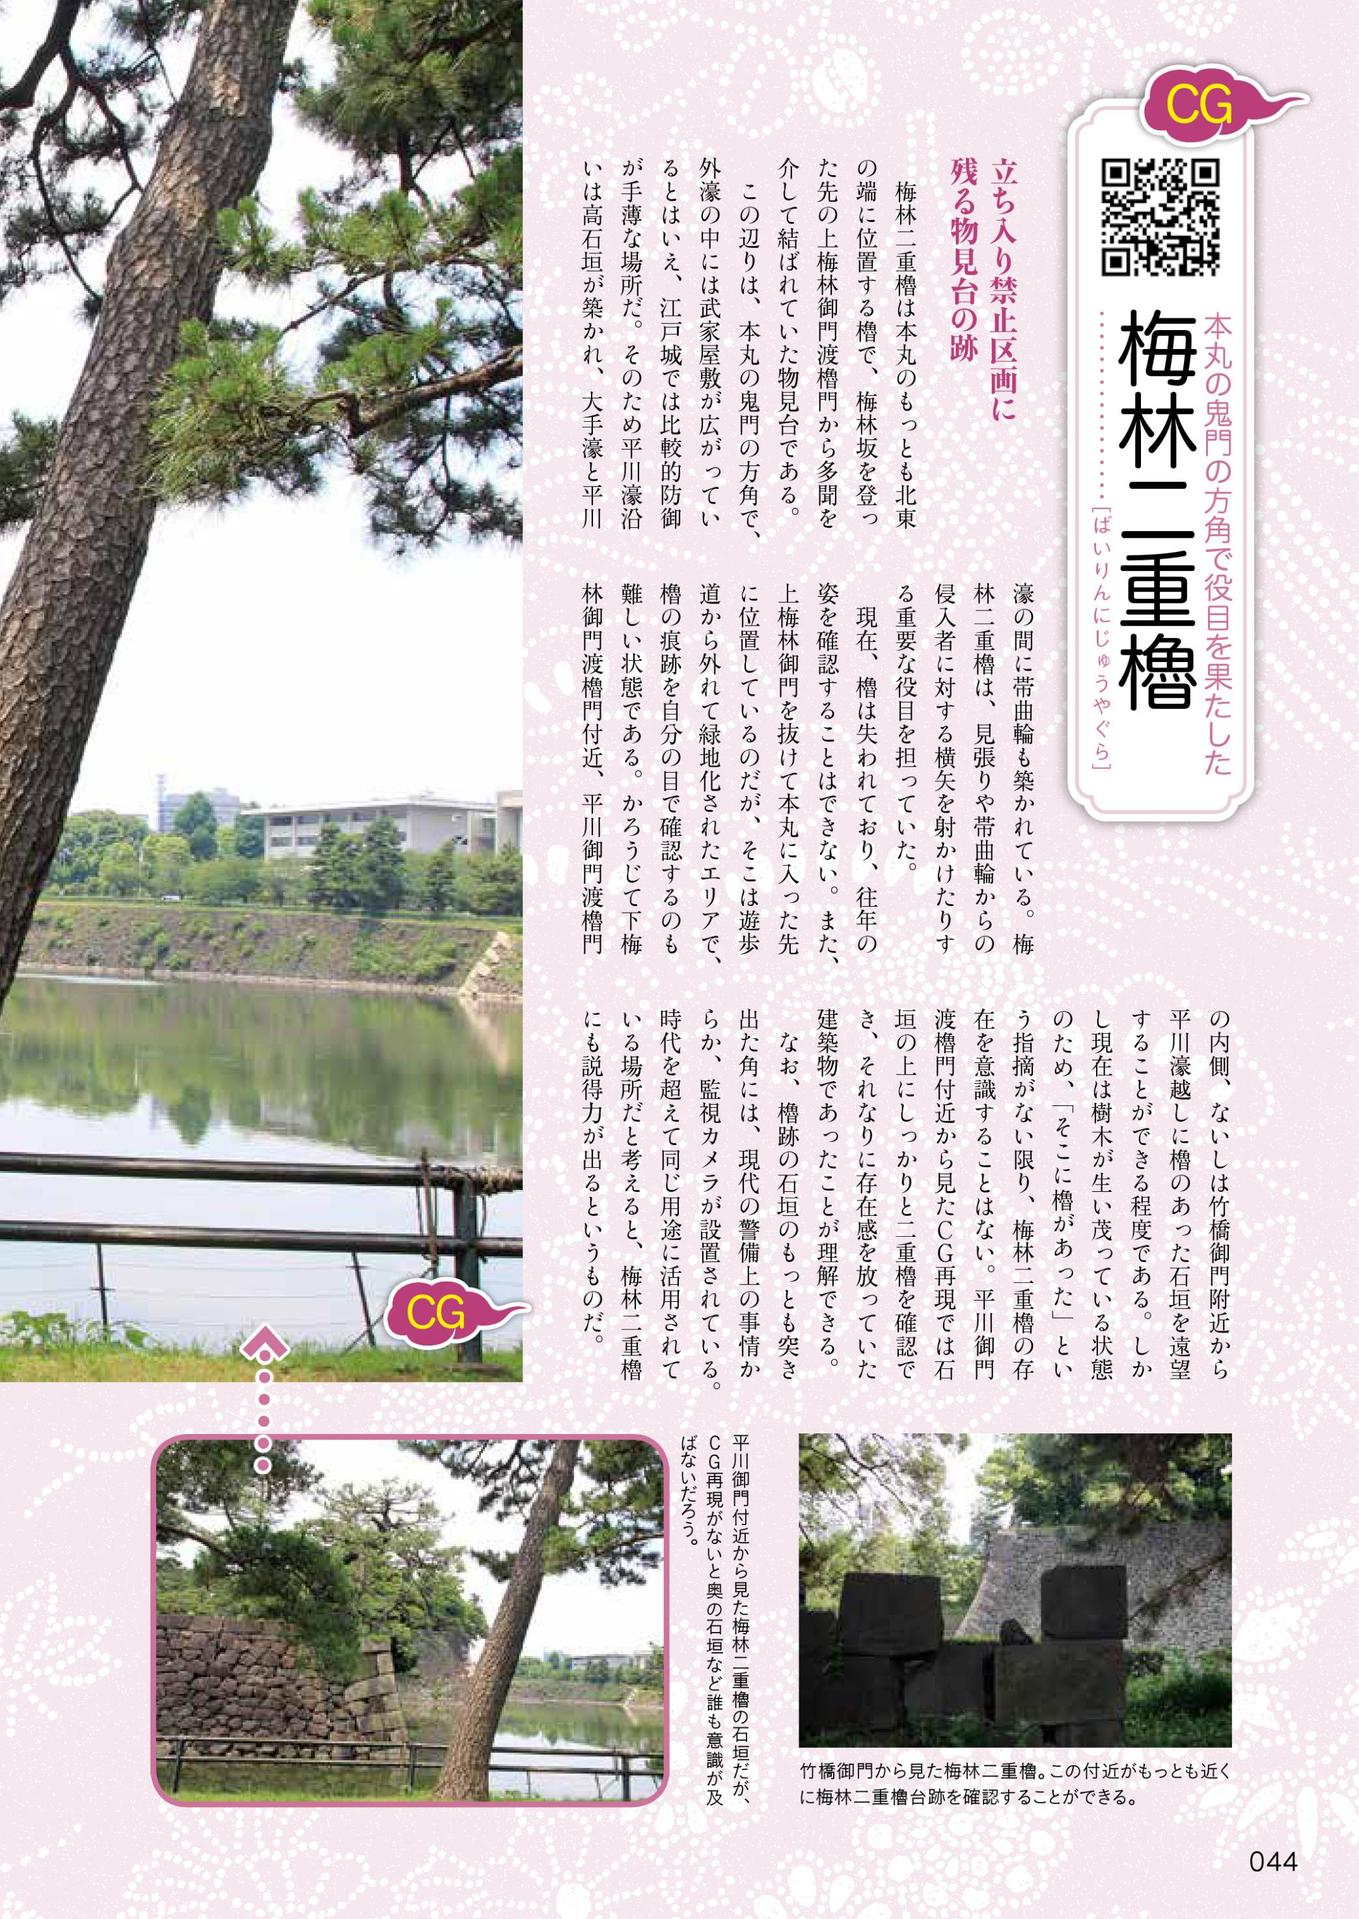 CG
本丸の鬼門の方角で役目を果たした
梅林二重櫓
[ばいりんにじゅうやぐら]
立ち入り禁止区画に
残る物見台の跡
梅林二重櫓は本丸のもっとも北東
の端に位置する櫓で、梅林坂を登っ
た先の上梅林御門渡櫓門から多聞を
介して結ばれていた物見台である。
この辺りは、本丸の鬼門の方角で、
外濠の中には武家屋敷が広がってい
るとはいえ、江戸城では比較的防御
が手薄な場所だ。そのため平川濠沿
いは高石垣が築かれ、大手濠と平川
濠の間に帯曲輪も築かれている。梅
林二重櫓は、見張りや帯曲輪からの
侵入者に対する横矢を射かけたりす
る重要な役目を担っていた。
現在、櫓は失われており、往年の
姿を確認することはできない。また、
上梅林御門を抜けて本丸に入った先
に位置しているのだが、そこは遊歩
道から外れて緑地化されたエリアで、
櫓の痕跡を自分の目で確認するのも
難しい状態である。かろうじて下梅
林御門渡櫓門付近、平川御門渡櫓門
の内側、ないしは竹橋御門附近から
平川濠越しに櫓のあった石垣を遠望
することができる程度である。しか
し現在は樹木が生い茂っている状態
のため、「そこに櫓があった」とい
う指摘がない限り、梅林二重櫓の存
在を意識することはない。平川御門
渡櫓門付近から見たCG再現では石
垣の上にしっかりと二重櫓を確認で
き、それなりに存在感を放っていた
建築物であったことが理解できる。
なお、櫓跡の石垣のもっとも突き
出た角には、現代の警備上の事情か
らか、監視カメラが設置されている。
時代を超えて同じ用途に活用されて
いる場所だと考えると、梅林二重櫓
にも説得力が出るというものだ。
CG
平川御門付近から見た梅林二重櫓の石垣だが、
CG再現がないと奥の石垣など誰も意識が及
ばないだろう。
竹橋御門から見た梅林二重櫓。この付近がもっとも近く
に梅林二重櫓台跡を確認することができる。
044